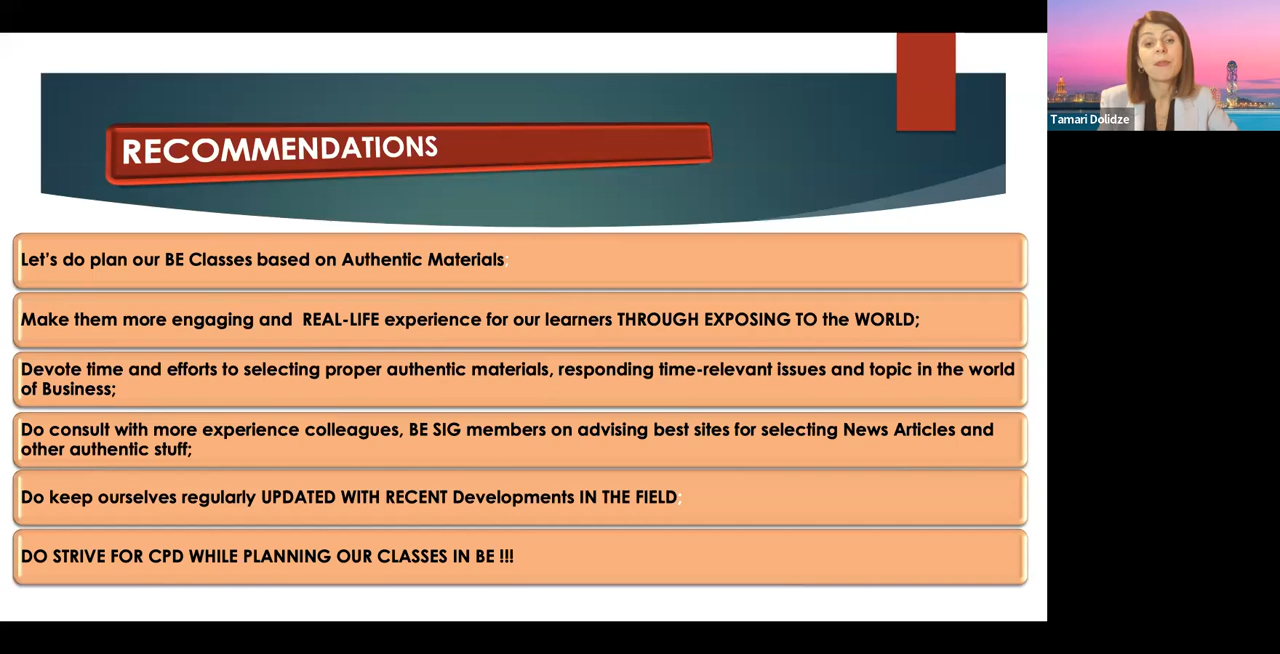 RECOMMENDATIONS
Let's do plan our BE Classes based on Authentic Materials;
Make them more engaging and REAL-LIFE experience for our learners THROUGH EXPOSING TO the WORLD;
Devote time and efforts to selecting proper authentic materials, responding time-relevant issues and topic in the world
of Business;
Do consult with more experience colleagues, BE SIG members on advising best sites for selecting News Articles and
other authentic stuff;
Do keep ourselves regularly UPDATED WITH RECENT Developments IN THE FIELD;
DO STRIVE FOR CPD WHILE PLANNING OUR CLASSES IN BE !!!
Tamari Dolidze